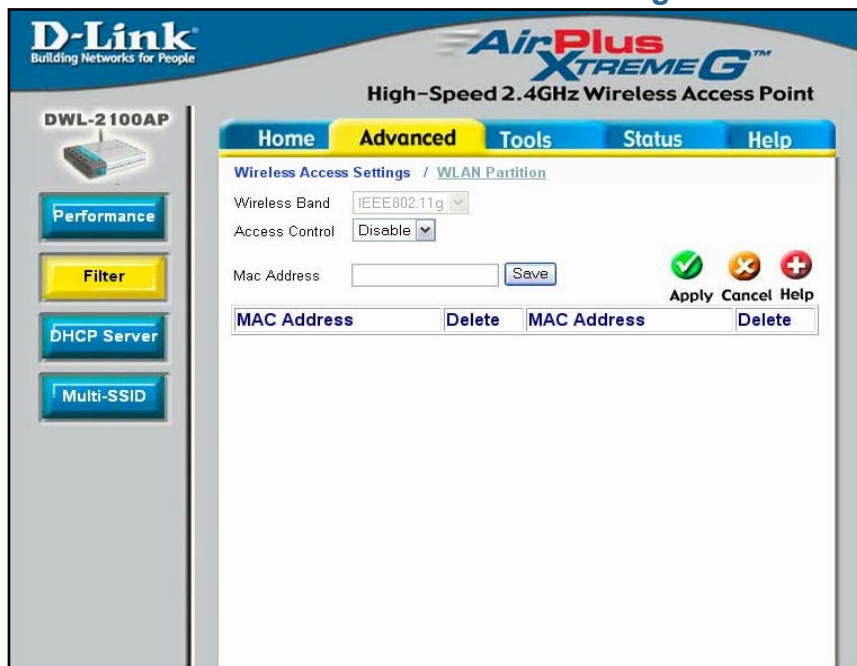 D-Link
Building Networks for People
AirPlus
XTREME G™
High-Speed 2.4GHz Wireless Access Point
DWL-2100AP
Home Advanced Tools Status Help
Wireless Access Settings / WLAN Partition
Wireless Band IEEE802.11g
Performance
Access Control Disable
Filter
Mac Address Save
Apply Cancel Help
MAC Address Delete MAC Address Delete
DHCP Server
Multi-SSID